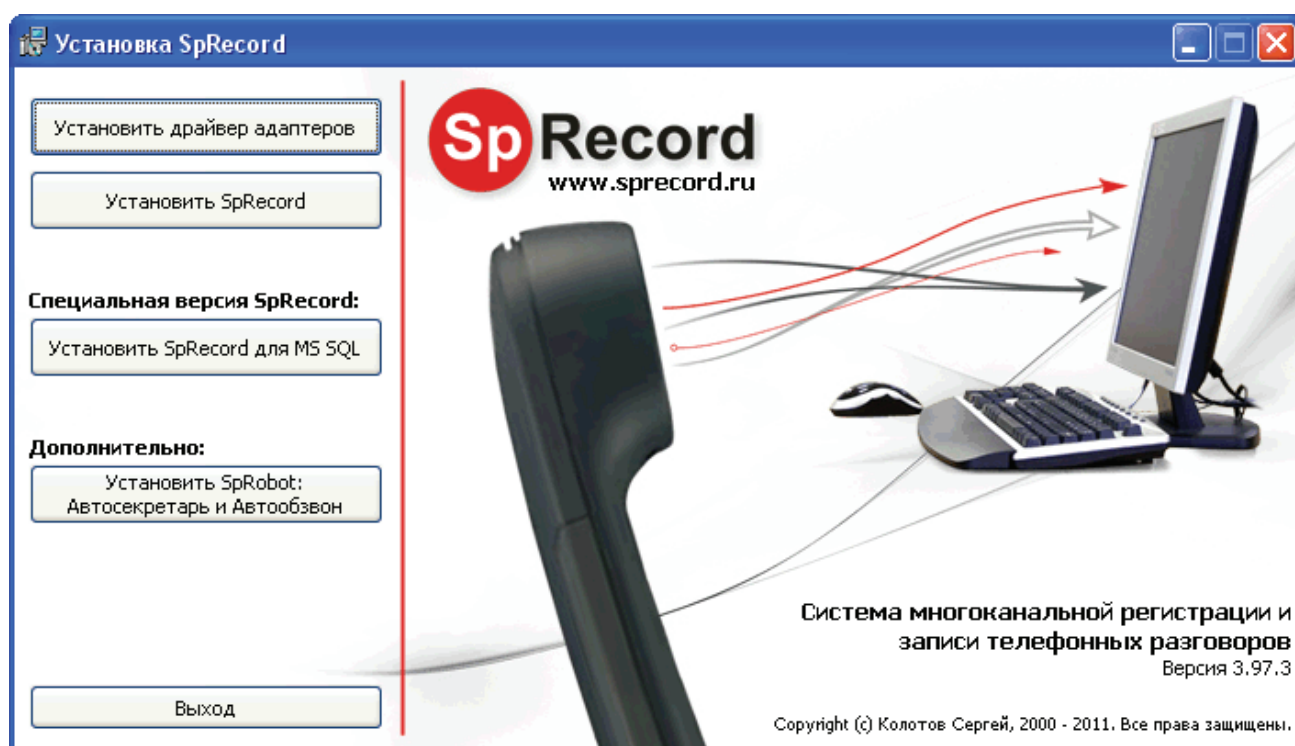 Установка SpRecord
Установить драйвер адаптеров
Установить SpRecord
Специальная версия SpRecord:
Установить SpRecord для MS SQL
Дополнительно:
Установить SpRobot:
Автосекретарь и Автообзвон
Выход
SpRecord
www.sprecord.ru
Система многоканальной регистрации и
записи телефонных разговоров
Версия 3.97.3
Copyright (c) Колотов Сергей, 2000 - 2011. Все права защищены.